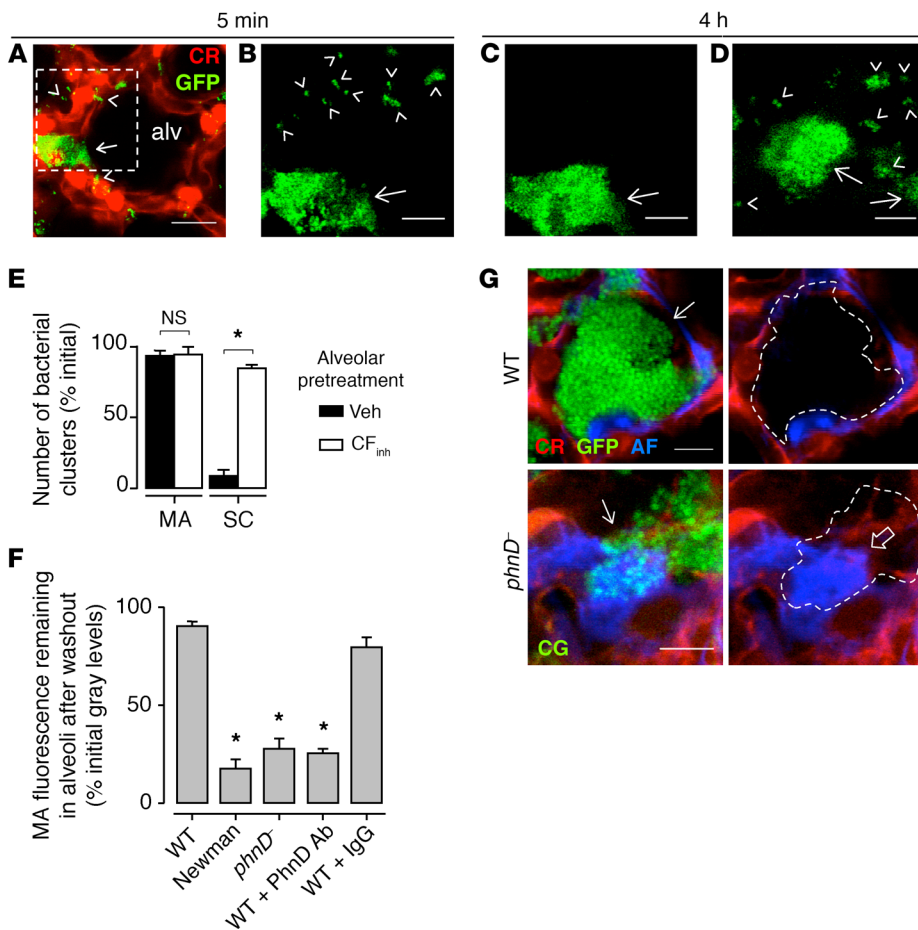 5 min
4 h
A
CR
GFP
alv
B
C
D
E
Number of bacterial
clusters (% initial)
100
50
0
NS
*
MA
SC
Alveolar
pretreatment
Veh
CFinh
F
MA fluorescence remaining
in alveoli after washout
(% initial gray levels)
100
50
0
*
*
*
WT
Newman
phnD-
WT + PhnD Ab
WT + IgG
G
WT
CR GFP AF
phnD-
CG